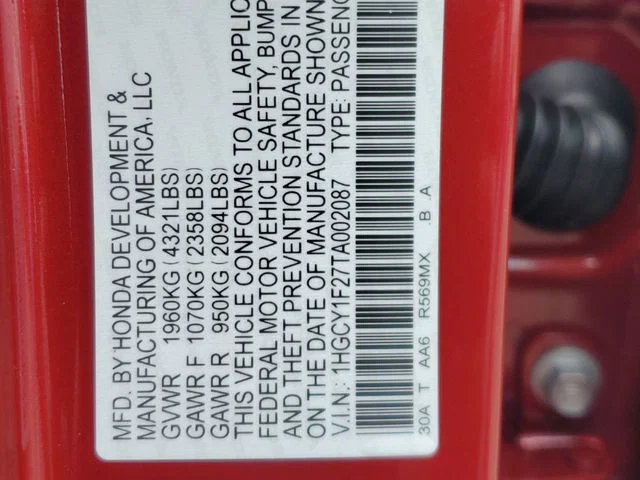 MFD. BY HONDA DEVELOPMENT &
MANUFACTURING OF AMERICA, LLC
GVWR 1960KG (4321LBS)
GAWR F 1070KG (2358LBS)
GAWR R 950KG (2094LBS)
THIS VEHICLE CONFORMS TO ALL APPLIC
FEDERAL MOTOR VEHICLE SAFETY, BUMP
AND THEFT PREVENTION STANDARDS IN
ON THE DATE OF MANUFACTURE SHOWN
V.I.N.: 1HGCY1F27TA002087 TYPE: PASSENG
30A T AA6 R569MX .B A